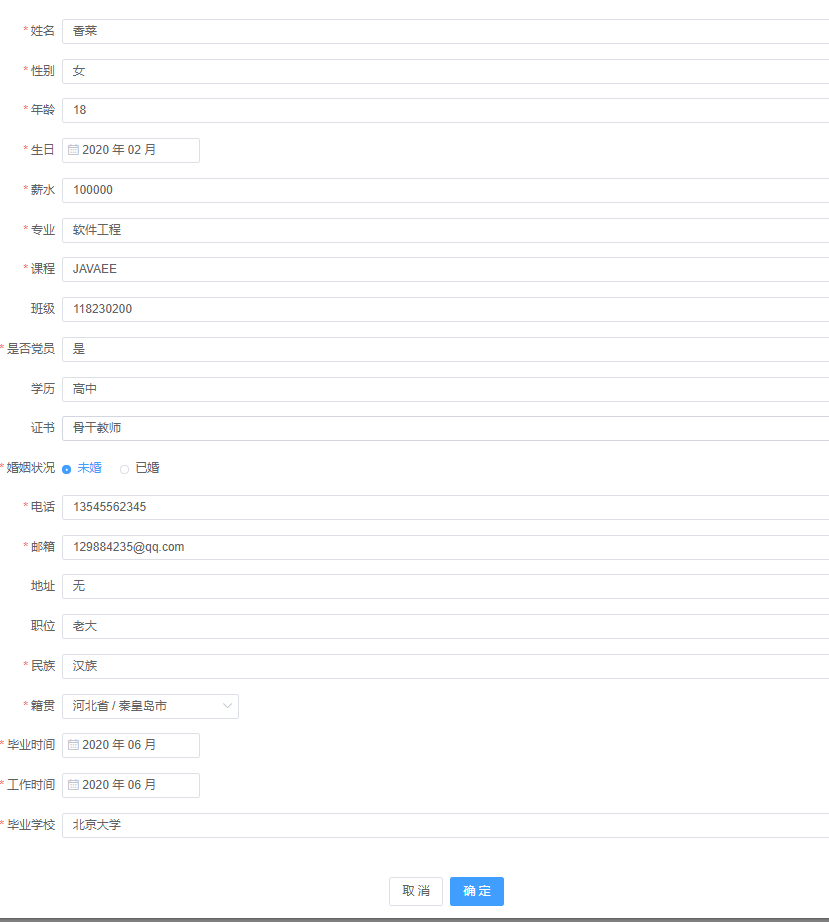 * 姓名 香菜
* 性别 女
* 年龄 18
* 生日 2020 年 02 月
* 薪水 100000
* 专业 软件工程
* 课程 JAVAEE
班级 118230200
* 是否党员 是
学历 高中
证书 骨干教师
* 婚姻状况 未婚 已婚
* 电话 13545562345
* 邮箱 129884235@qq.com
地址 无
职位 老大
* 民族 汉族
* 籍贯 河北省 / 秦皇岛市
* 毕业时间 2020 年 06 月
* 工作时间 2020 年 06 月
* 毕业学校 北京大学
取 消 确 定